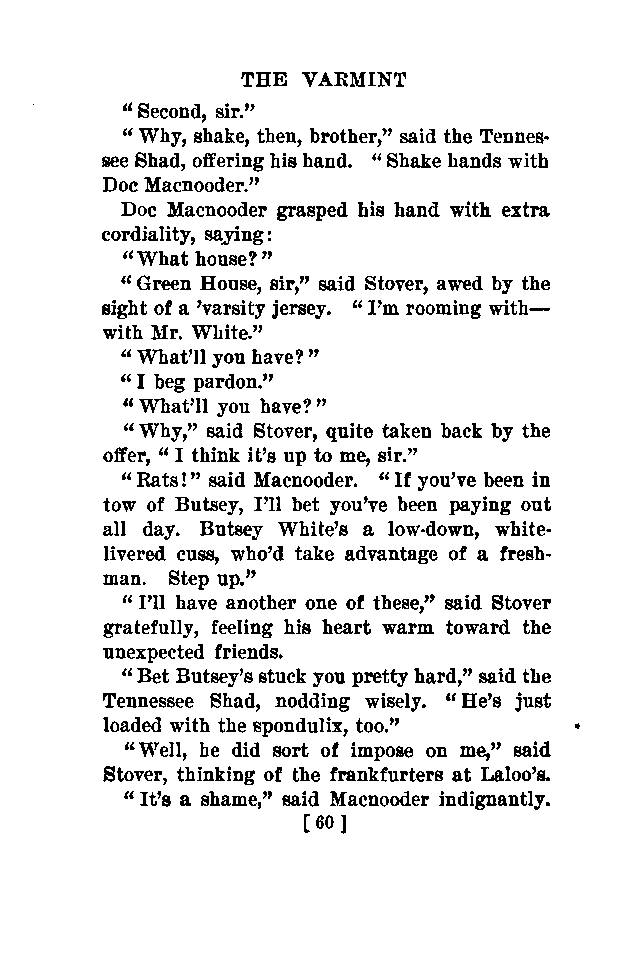 THE VARMINT
“Second, sir.”
“Why, shake, then, brother,” said the Tennes-
see Shad, offering his hand. “Shake hands with
Doc Macnooder.”
Doc Macnooder grasped his hand with extra
cordiality, saying:
“What house?”
“Green House, sir,” said Stover, awed by the
sight of a ’varsity jersey. “I’m rooming with—
with Mr. White.”
“What’ll you have?”
“I beg pardon.”
“What’ll you have?”
“Why,” said Stover, quite taken back by the
offer, “I think it’s up to me, sir.”
“Rats!” said Macnooder. “If you’ve been in
tow of Butsey, I’ll bet you’ve been paying out
all day. Butsey White’s a low-down, white-
livered cuss, who’d take advantage of a fresh-
man. Step up.”
“I’ll have another one of these,” said Stover
gratefully, feeling his heart warm toward the
unexpected friends.
“Bet Butsey’s stuck you pretty hard,” said the
Tennessee Shad, nodding wisely. “He’s just
loaded with the spondulix, too.”
“Well, he did sort of impose on me,” said
Stover, thinking of the frankfurters at Laloo’s.
“It’s a shame,” said Macnooder indignantly.
[ 60 ]